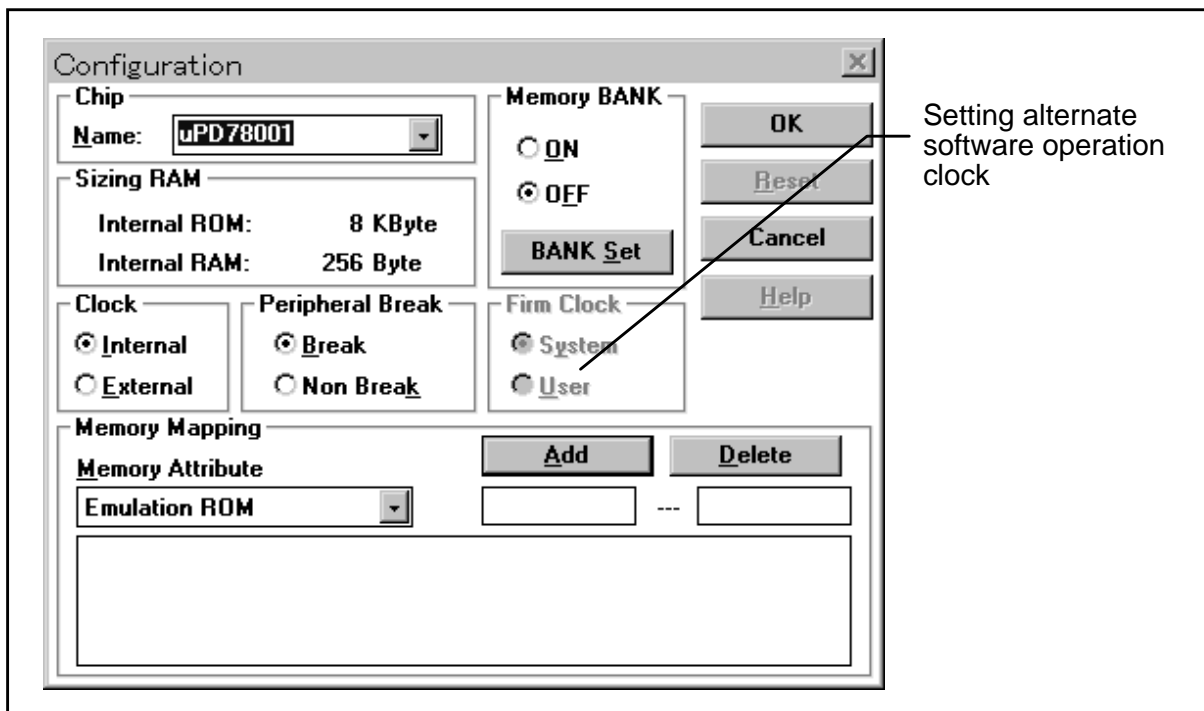 Configuration
Chip
Name: uPD78001
Sizing RAM
Internal ROM: 8 KByte
Internal RAM: 256 Byte
Memory BANK
ON
OFF
BANK Set
OK
Reset
Cancel
Help
Setting alternate
software operation
clock
Clock
Internal
External
Peripheral Break
Break
Non Break
Firm Clock
System
User
Memory Mapping
Memory Attribute
Emulation ROM
Add
Delete
---